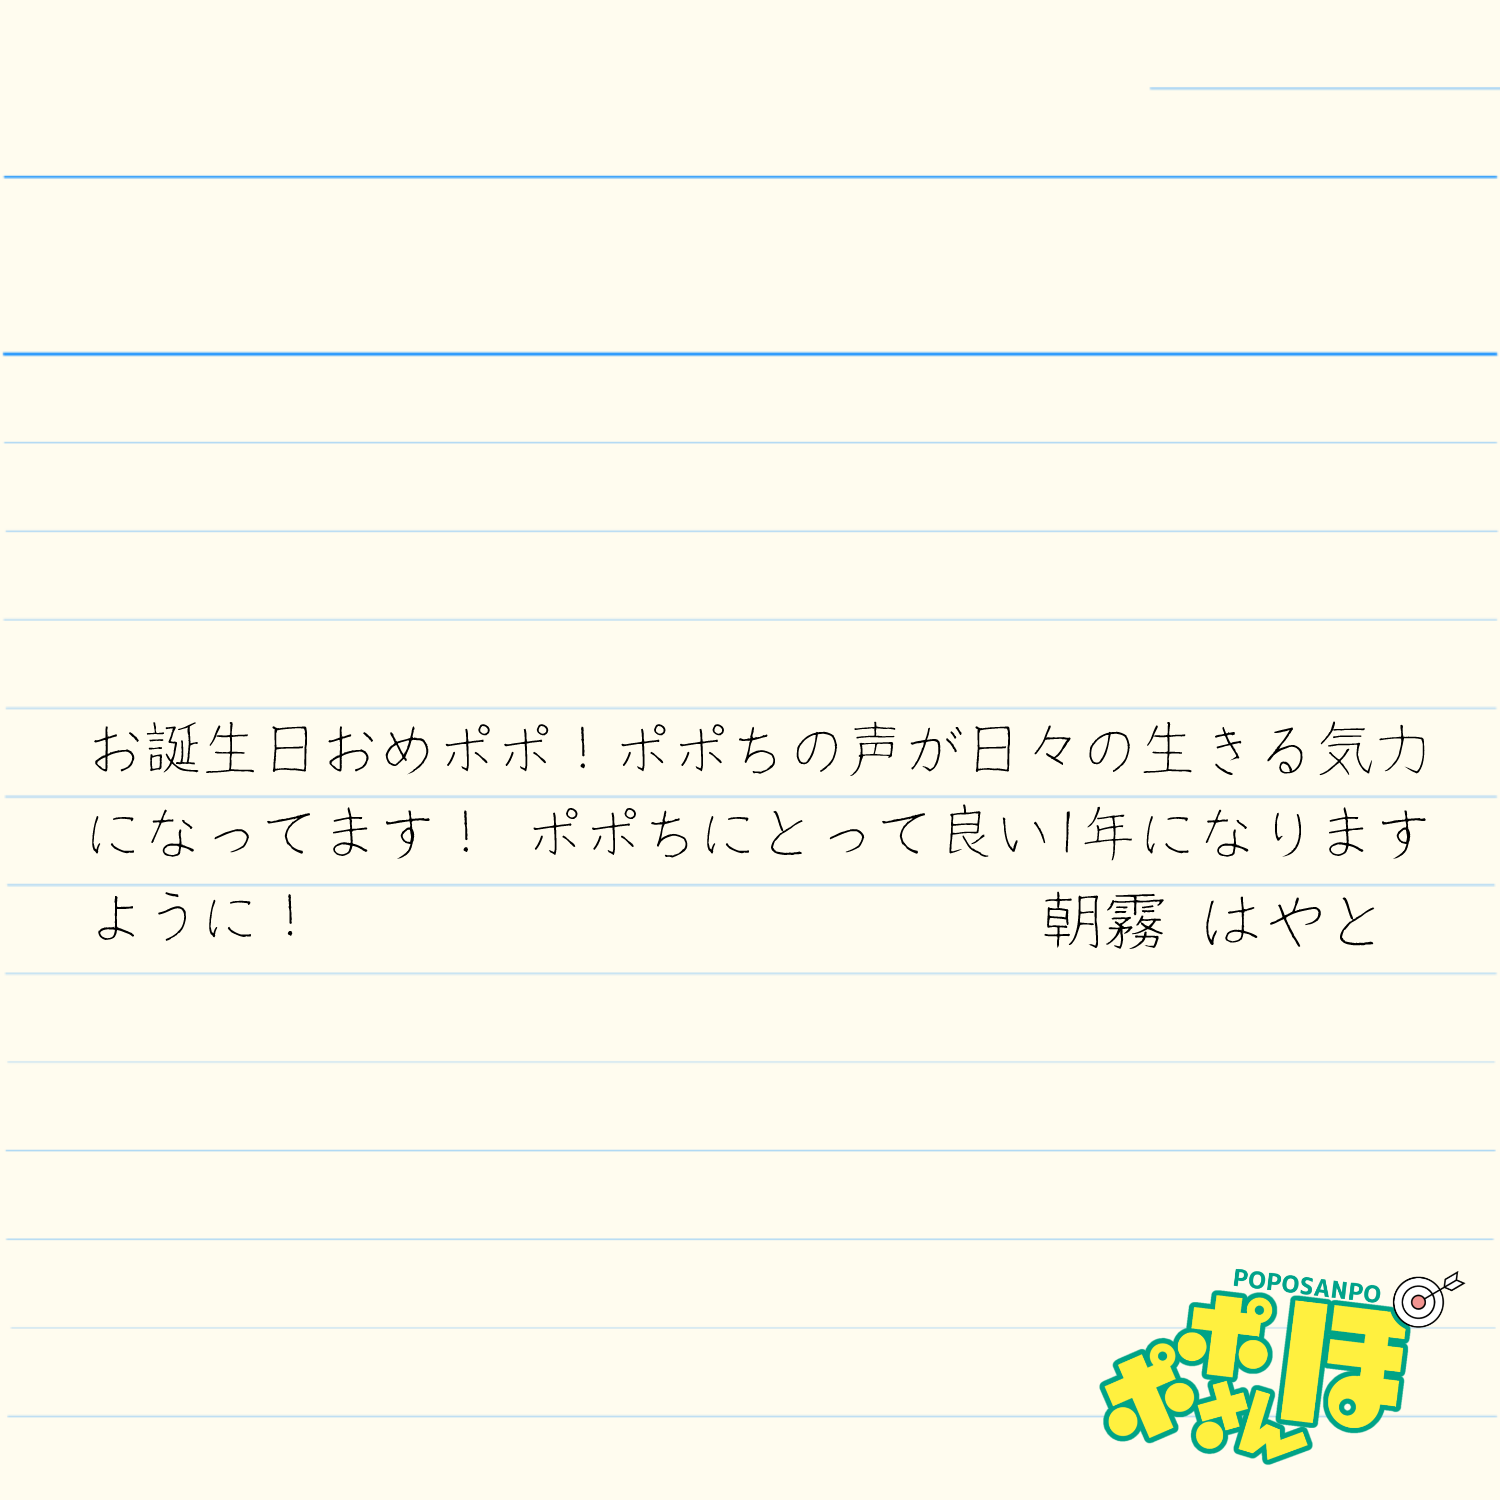 お誕生日おめポポ！ポポちの声が日々の生きる気力
になってます！ ポポちにとって良い1年になります
ように！
朝霧 はやと
POPOSANPO
ポポさんぽ